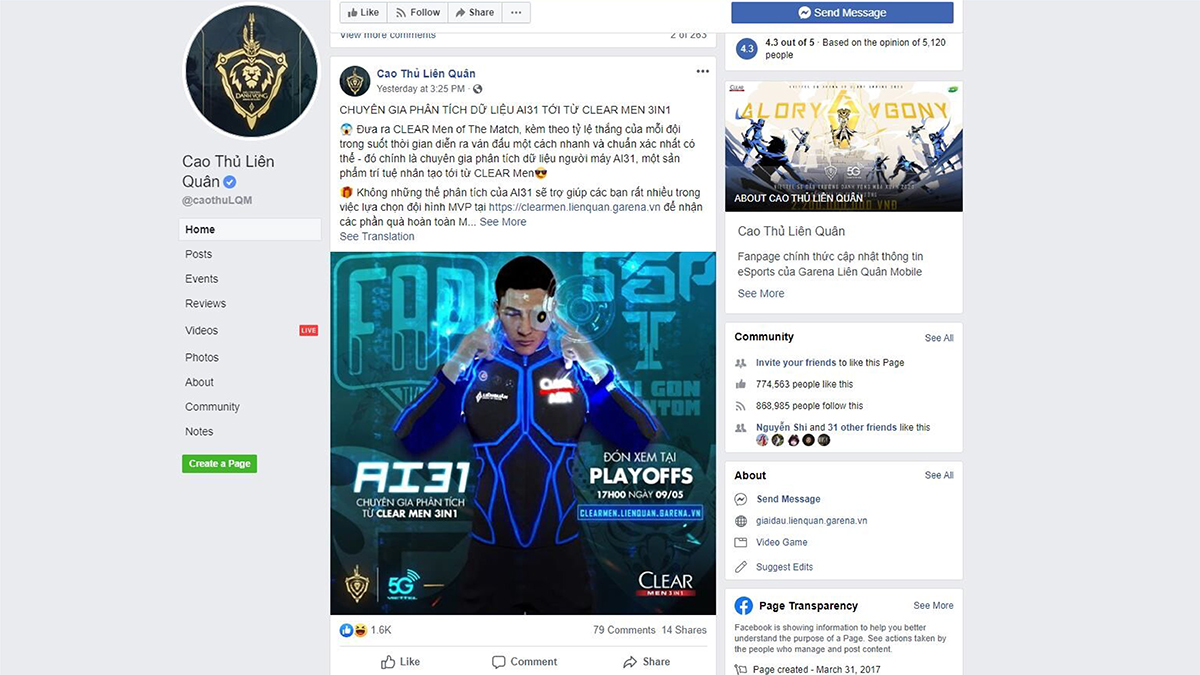 Like
Follow
Share
View more comments
2 of 263
Send Message
4.3
4.3 out of 5 · Based on the opinion of 5,120
people
Cao Thủ Liên
Quân
@caothuLQM
Home
Posts
Events
Reviews
Videos
LIVE
Photos
About
Community
Notes
Create a Page
Cao Thủ Liên Quân
Yesterday at 3:25 PM ·
CHUYÊN GIA PHÂN TÍCH DỮ LIỆU AI31 TỚI TỪ CLEAR MEN 3IN1
😱 Đưa ra CLEAR Men of The Match, kèm theo tỷ lệ thắng của mỗi đội
trong suốt thời gian diễn ra ván đấu một cách nhanh và chuẩn xác nhất có
thể - đó chính là chuyên gia phân tích dữ liệu người máy AI31, một sản
phẩm trí tuệ nhân tạo tới từ CLEAR Men😎
🎁 Không những thế phân tích của AI31 sẽ trợ giúp các bạn rất nhiều trong
việc lựa chọn đội hình MVP tại https://clearmen.lienquan.garena.vn để nhận
các phần quà hoàn toàn M... See More
See Translation
FAP
SGP
AI31
CHUYÊN GIA PHÂN TÍCH
TỪ CLEAR MEN 3IN1
ĐÓN XEM TẠI
PLAYOFFS
17H00 NGÀY 09/05
CLEARMEN.LIENQUAN.GARENA.VN
5G
VIETTEL
CLEAR
MEN 3IN1
1.6K
79 Comments
14 Shares
Like
Comment
Share
CLEAR
GLORY AGONY
5G
ABOUT CAO THỦ LIÊN QUÂN
Cao Thủ Liên Quân
Fanpage chính thức cập nhật thông tin
eSports của Garena Liên Quân Mobile
See More
Community
See All
Invite your friends to like this Page
774,563 people like this
868,985 people follow this
Nguyễn Shi and 31 other friends like this
About
See All
Send Message
giaidau.lienquan.garena.vn
Video Game
Suggest Edits
Page Transparency
See More
Facebook is showing information to help you better
understand the purpose of a Page. See actions taken by
the people who manage and post content.
Page created - March 31, 2017